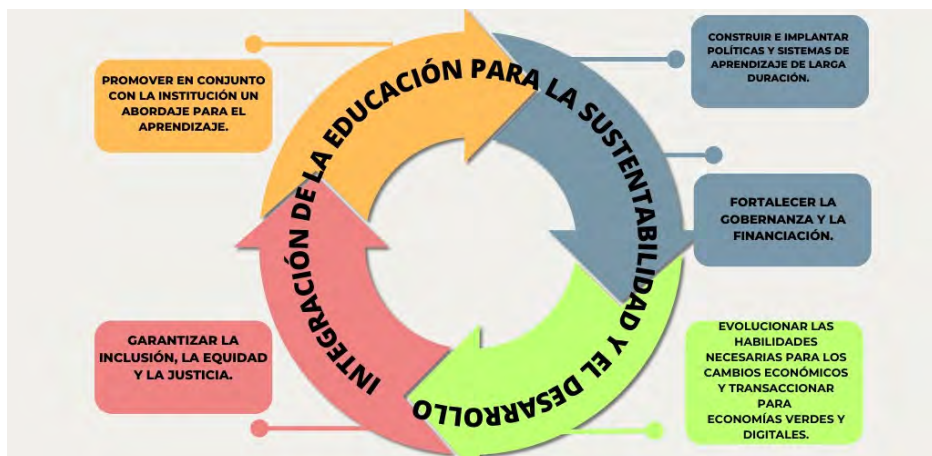 INTEGRACIÓN DE LA EDUCACIÓN PARA LA SUSTENTABILIDAD Y EL DESARROLLO
PROMOVER EN CONJUNTO
CON LA INSTITUCIÓN UN
ABORDAJE PARA EL
APRENDIZAJE.
CONSTRUIR E IMPLANTAR
POLÍTICAS Y SISTEMAS DE
APRENDIZAJE DE LARGA
DURACIÓN.
FORTALECER LA
GOBERNANZA Y LA
FINANCIACIÓN.
EVOLUCIONAR LAS
HABILIDADES
NECESARIAS PARA LOS
CAMBIOS ECONÓMICOS
Y TRANSACCIONAR
PARA
ECONOMÍAS VERDES Y
DIGITALES.
GARANTIZAR LA
INCLUSIÓN, LA EQUIDAD
Y LA JUSTICIA.